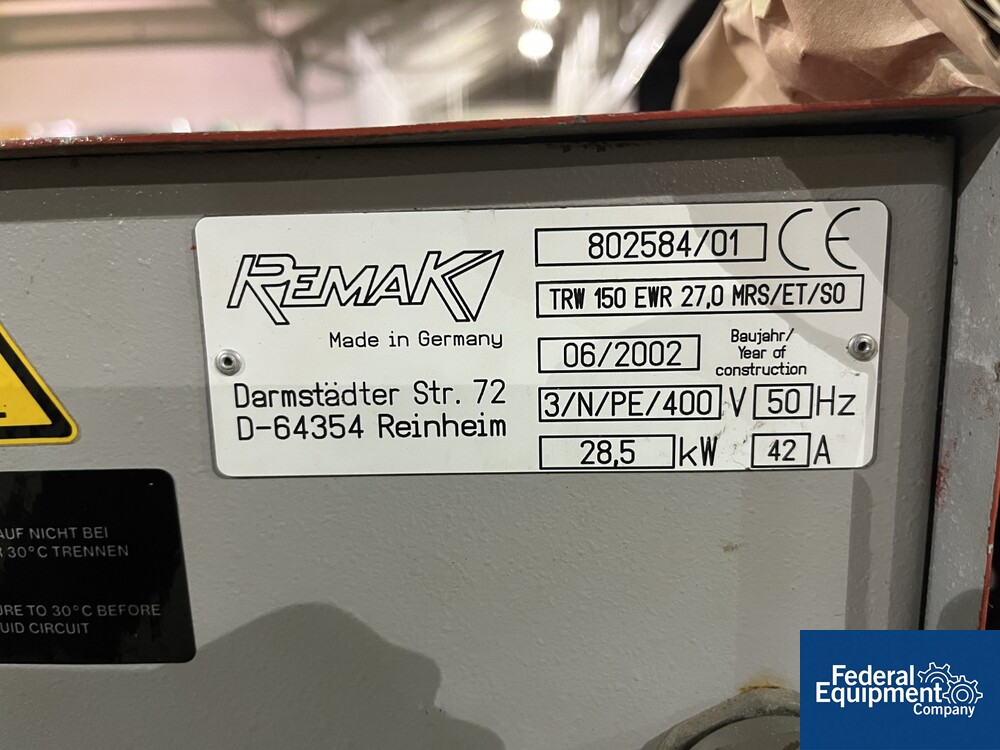 REMAK
Made in Germany
Darmstädter Str. 72
D-64354 Reinheim
802584/01 CE
TRW 150 EWR 27,0 MRS/ET/SO
06/2002 Baujahr/
Year of
construction
3/N/PE/400 V 50 Hz
28,5 kW 42 A
AUF NICHT BEI
30°C TRENNEN
URE TO 30°C BEFORE
UID CIRCUIT
Federal
Equipment
Company